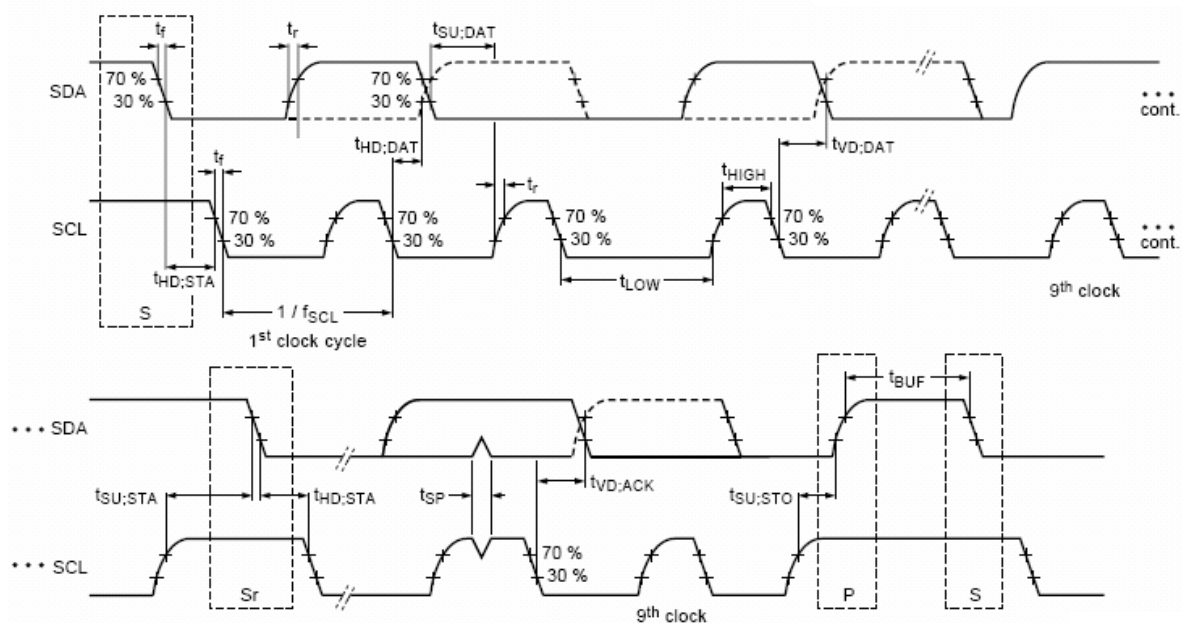 tf
tr
tSU;DAT
70 %
30 %
SDA
70 %
30 %
cont.
tHD;DAT
tVD;DAT
tf
tr
tHIGH
SCL
70 %
30 %
70 %
30 %
70 %
30 %
70 %
30 %
cont.
tHD;STA
tLOW
9th clock
S
1 / fSCL
1st clock cycle
tBUF
• • • SDA
tSU;STA
tHD;STA
tSP
tVD;ACK
tSU;STO
• • • SCL
70 %
30 %
Sr
9th clock
P
S